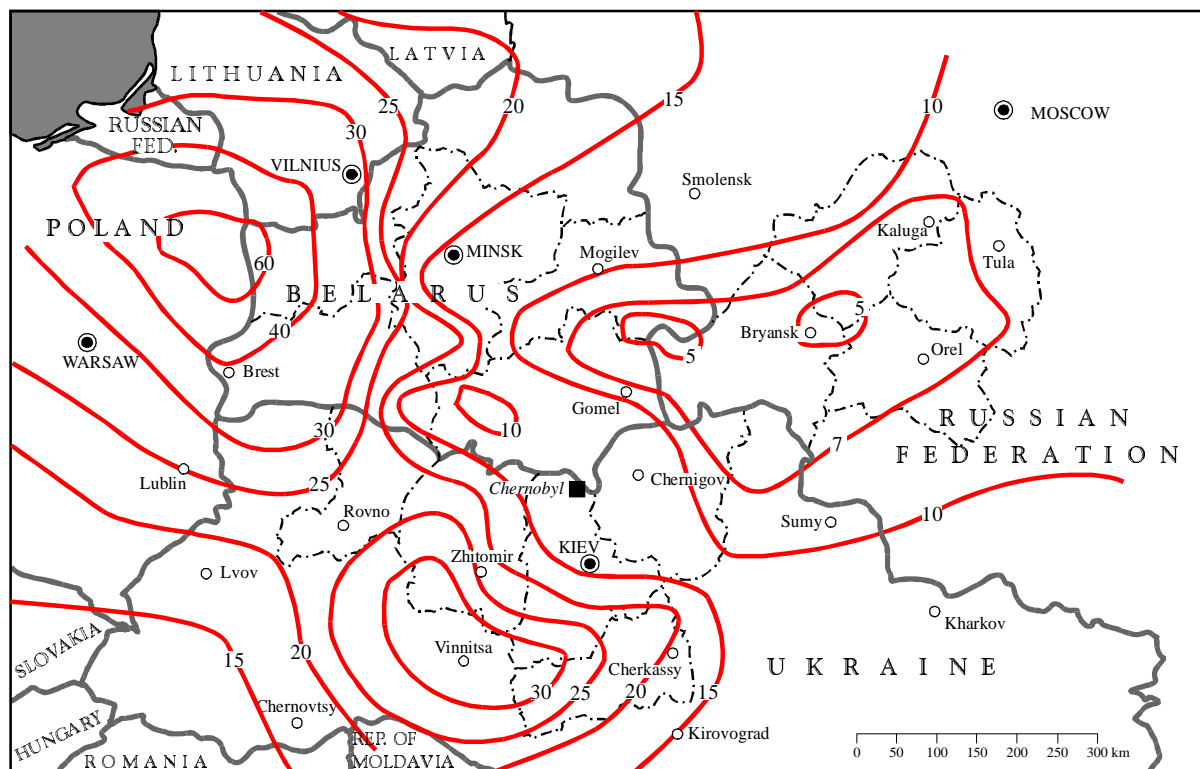 LATVIA
LITHUANIA
25
20
15
10
MOSCOW
RUSSIAN
FED.
30
VILNIUS
Smolensk
POLAND
Kaluga
Tula
60
MINSK
Mogilev
BELARUS
40
5
Bryansk
WARSAW
Brest
5
Orel
Gomel
10
30
7
RUSSIAN
FEDERATION
Lublin
25
Chernobyl
Chernigov
Rovno
10
Sumy
Zhitomir
KIEV
Lvov
Kharkov
SLOVAKIA
15
20
Vinnitsa
Cherkassy
UKRAINE
30
25
20
15
Chernovtsy
HUNGARY
REP. OF
MOLDAVIA
Kirovograd
ROMANIA
0 50 100 150 200 250 300 km